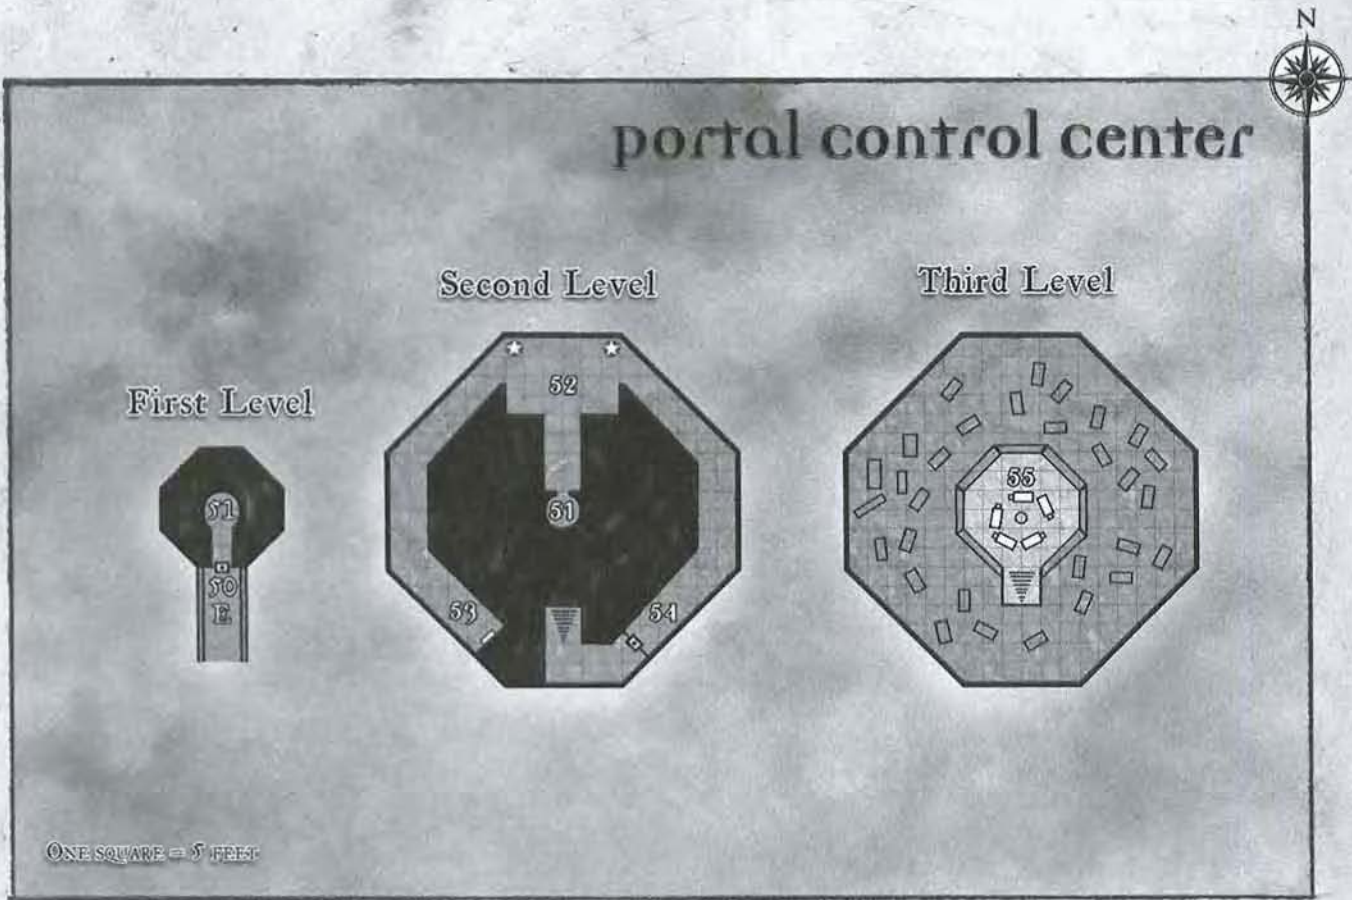 N
portal control center
Second Level
Third Level
First Level
52
55
51
51
50
E
53
54
One square = 5 feet